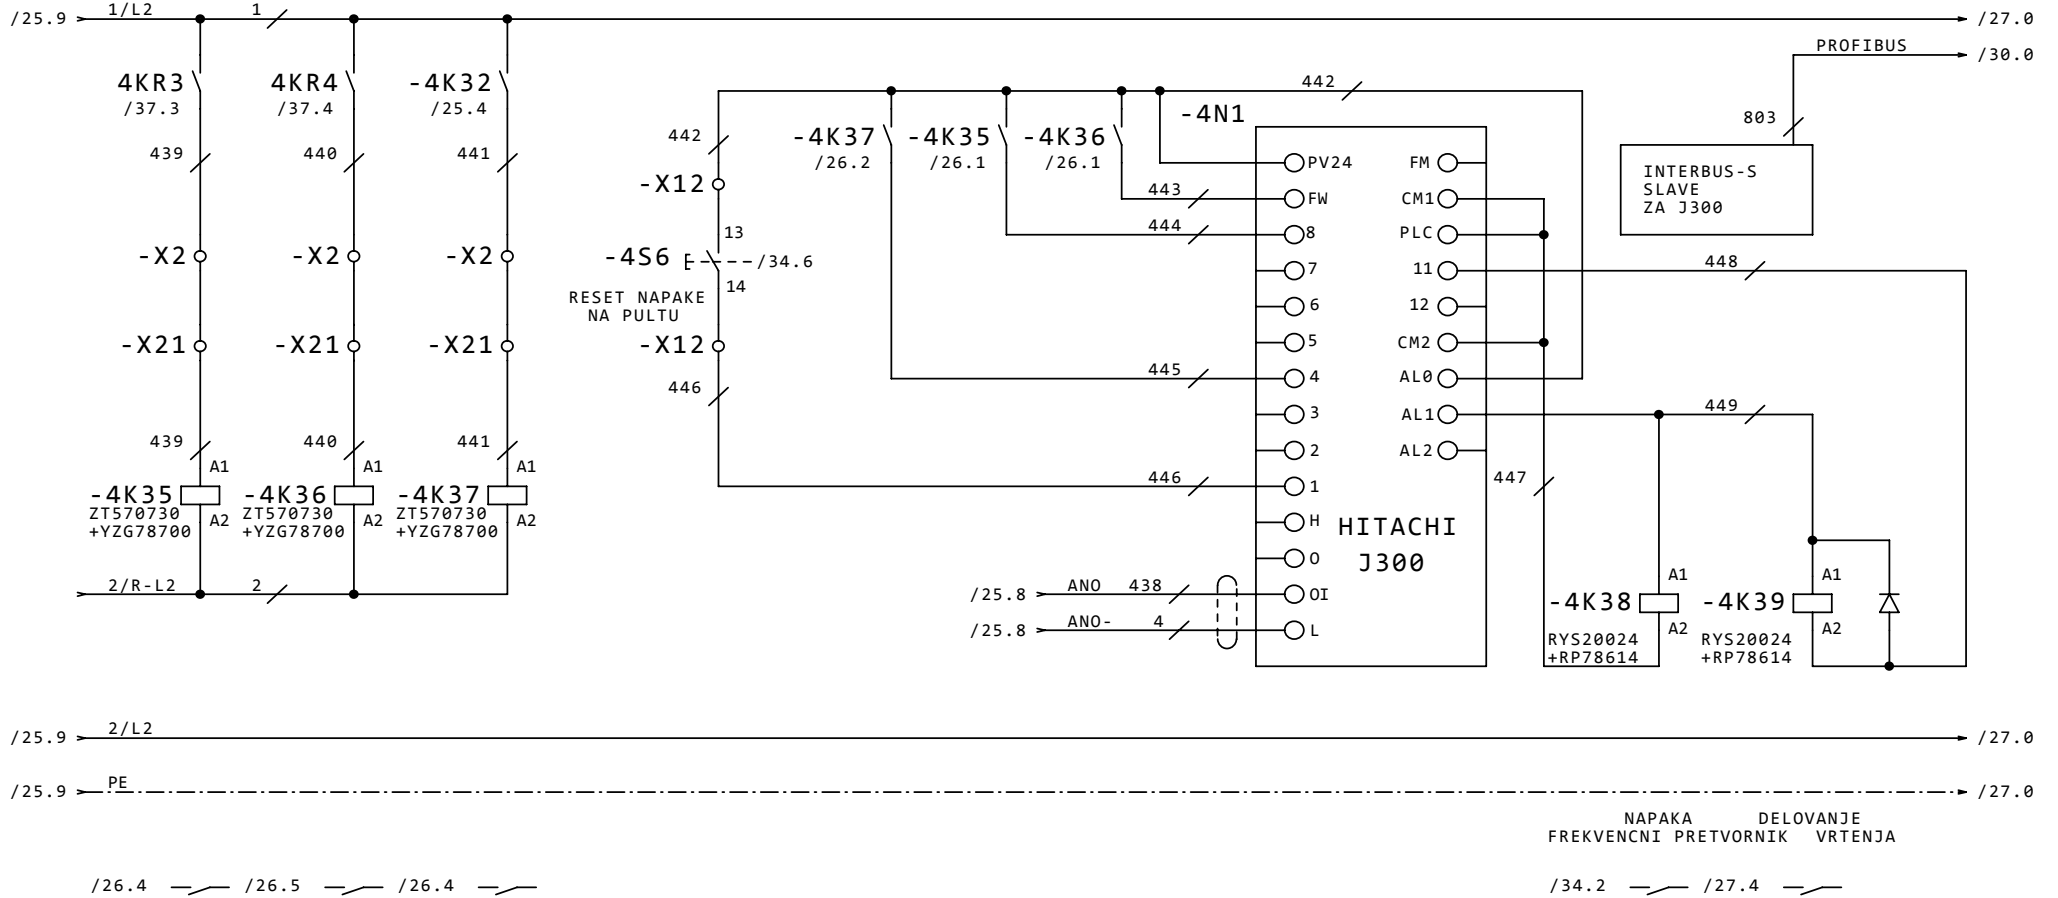 /25.9 1/L2 1 /27.0
PROFIBUS /30.0
4KR3
/37.3
4KR4
/37.4
-4K32
/25.4
439 440 441
-X2 -X2 -X2
-X21 -X21 -X21
439 440 441
A1 A1 A1
-4K35 -4K36 -4K37
ZT570730 ZT570730 ZT570730
+YZG78700 +YZG78700 +YZG78700
A2 A2 A2
2/R-L2 2
442
-X12
13
-4S6 /34.6
14
RESET NAPAKE
NA PULTU
-X12
446
442
-4K37 -4K35 -4K36
/26.2 /26.1 /26.1
-4N1
443
444
445
446
/25.8 ANO 438
/25.8 ANO- 4
PV24 FM
FW CM1
8 PLC
7 11
6 12
5 CM2
4 AL0
3 AL1
2 AL2
1
H
O
OI
L
HITACHI
J300
803
INTERBUS-S
SLAVE
ZA J300
448
449
447
A1 A1
-4K38 -4K39
A2 A2
RYS20024 RYS20024
+RP78614 +RP78614
/25.9 2/L2 /27.0
/25.9 PE /27.0
NAPAKA DELOVANJE
FREKVENCNI PRETVORNIK VRTENJA
/26.4 /26.5 /26.4 /34.2 /27.4